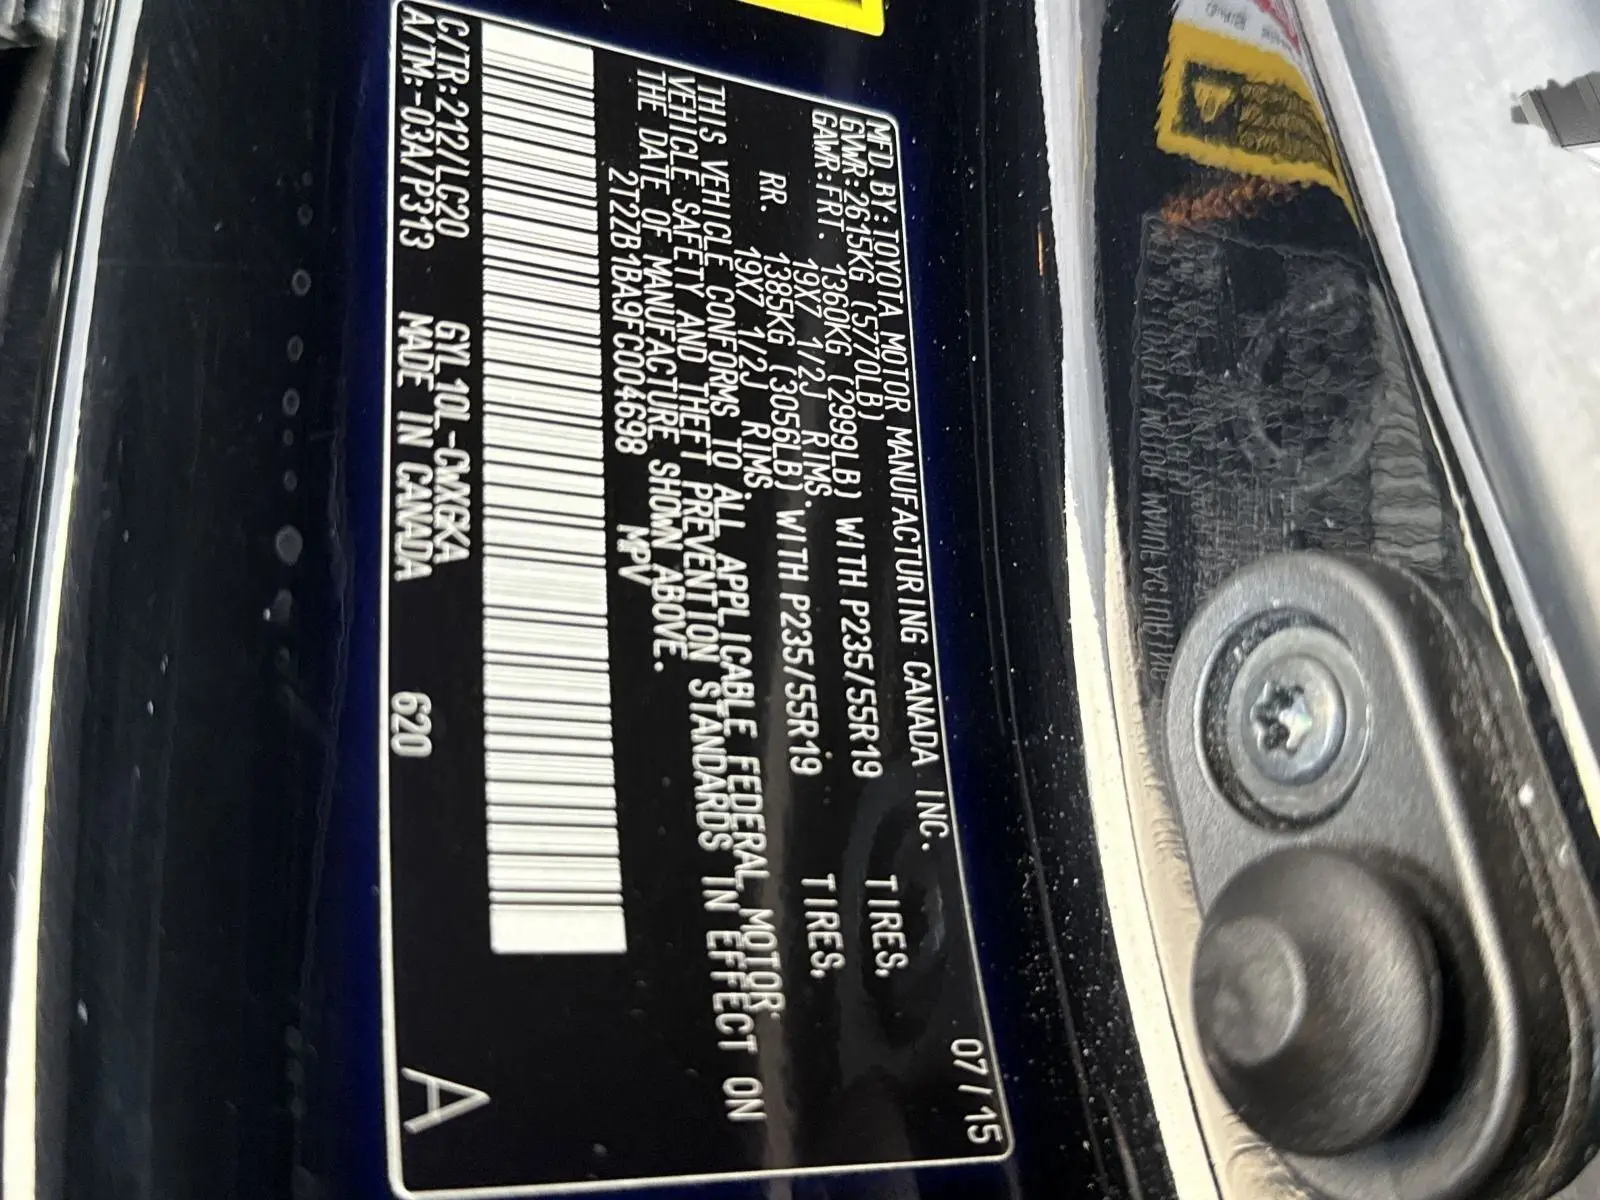 MFD.BY:TOYOTA MOTOR MANUFACTURING CANADA INC. 07/15
GVWR:2615KG (5770LB)
GAWR:FRT. 1360KG (2999LB) WITH P235/55R19 TIRES,
19X7 1/2J RIMS.
RR. 1385KG (3056LB) WITH P235/55R19 TIRES,
19X7 1/2J RIMS.
THIS VEHICLE CONFORMS TO ALL APPLICABLE FEDERAL MOTOR
VEHICLE SAFETY AND THEFT PREVENTION STANDARDS IN EFFECT ON
THE DATE OF MANUFACTURE SHOWN ABOVE.
2T2ZB1BA9FC004698 MPV
C/TR:212/LC20 GYL10L-CWXGKA A
A/TM:-03A/P313 MADE IN CANADA 620